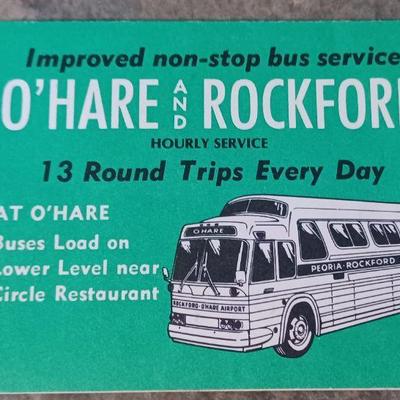 Improved non-stop bus service
O'HARE AND ROCKFOR
HOURLY SERVICE
13 Round Trips Every Day
AT O'HARE
Buses Load on
Lower Level near
Circle Restaurant
O'HARE
PEORIA-ROCKFORD
ROCKFORD-O'HARE AIRPORT